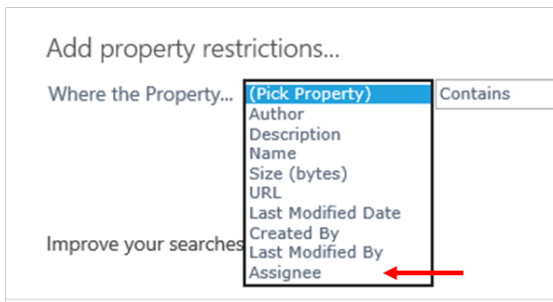 Add property restrictions...
Where the Property... (Pick Property) Contains
Author
Description
Name
Size (bytes)
URL
Last Modified Date
Created By
Last Modified By
Assignee
Improve your searches